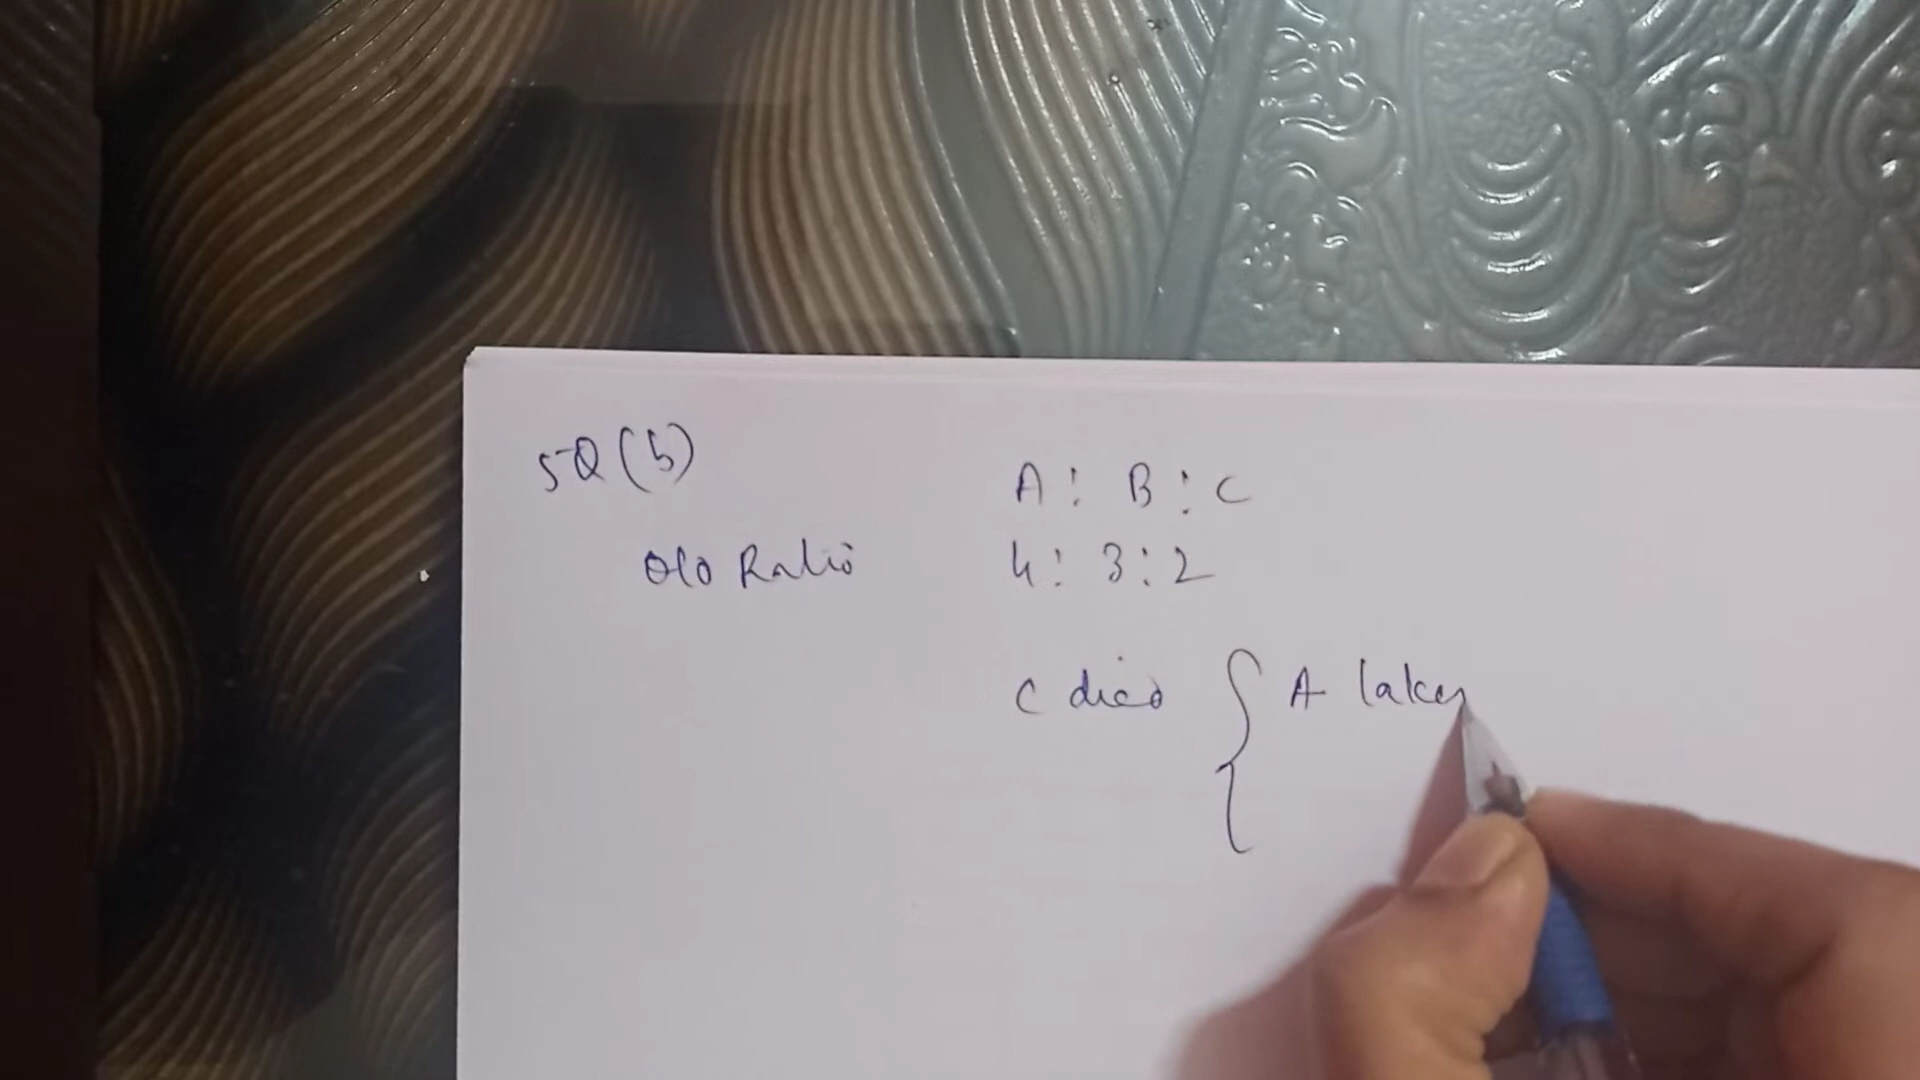 5Q (b)
A : B : C
Old Ratio 4 : 3 : 2
C dies { A takes